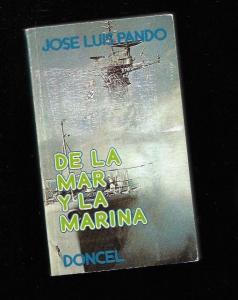 JOSE LUIS PANDO
DE LA
MAR
Y LA
MARINA
DONCEL